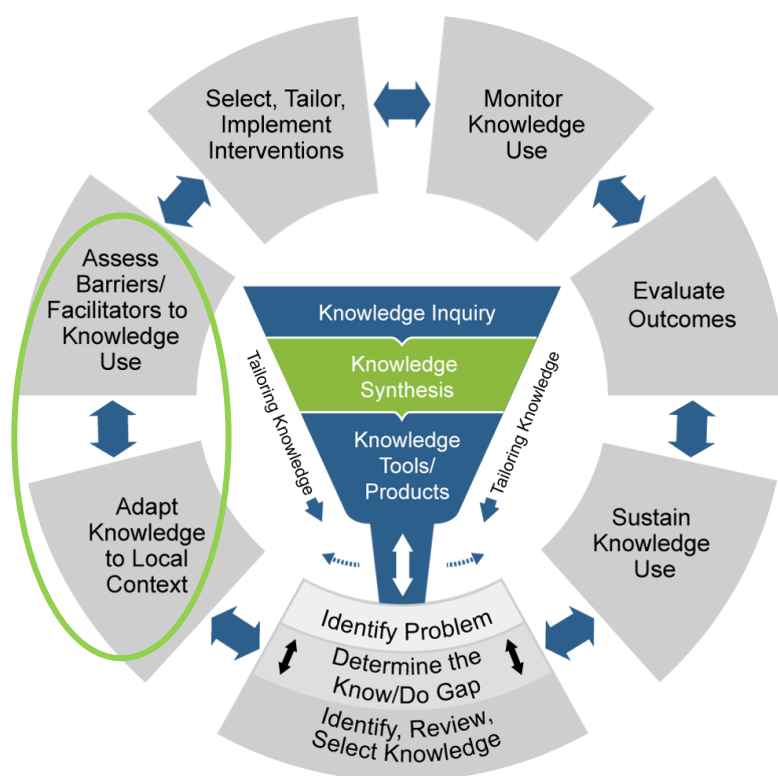 Select, Tailor,
Implement
Interventions
Monitor
Knowledge
Use
Assess
Barriers/
Facilitators to
Knowledge
Use
Evaluate
Outcomes
Knowledge Inquiry
Knowledge
Synthesis
Knowledge
Tools/
Products
Tailoring Knowledge
Tailoring Knowledge
Adapt
Knowledge
to Local
Context
Sustain
Knowledge
Use
Identify Problem
Determine the
Know/Do Gap
Identify, Review,
Select Knowledge